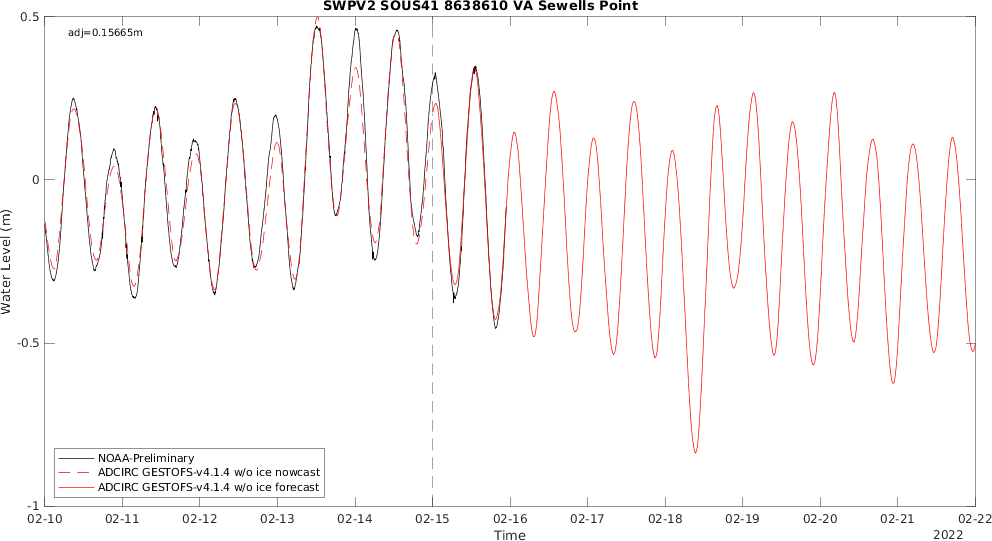 SWPV2 SOUS41 8638610 VA Sewells Point
adj=0.15665m
0.5
0
-0.5
-1
Water Level (m)
NOAA-Preliminary
ADCIRC GESTOFS-v4.1.4 w/o ice nowcast
ADCIRC GESTOFS-v4.1.4 w/o ice forecast
02-10 02-11 02-12 02-13 02-14 02-15 02-16 02-17 02-18 02-19 02-20 02-21 02-22
Time
2022